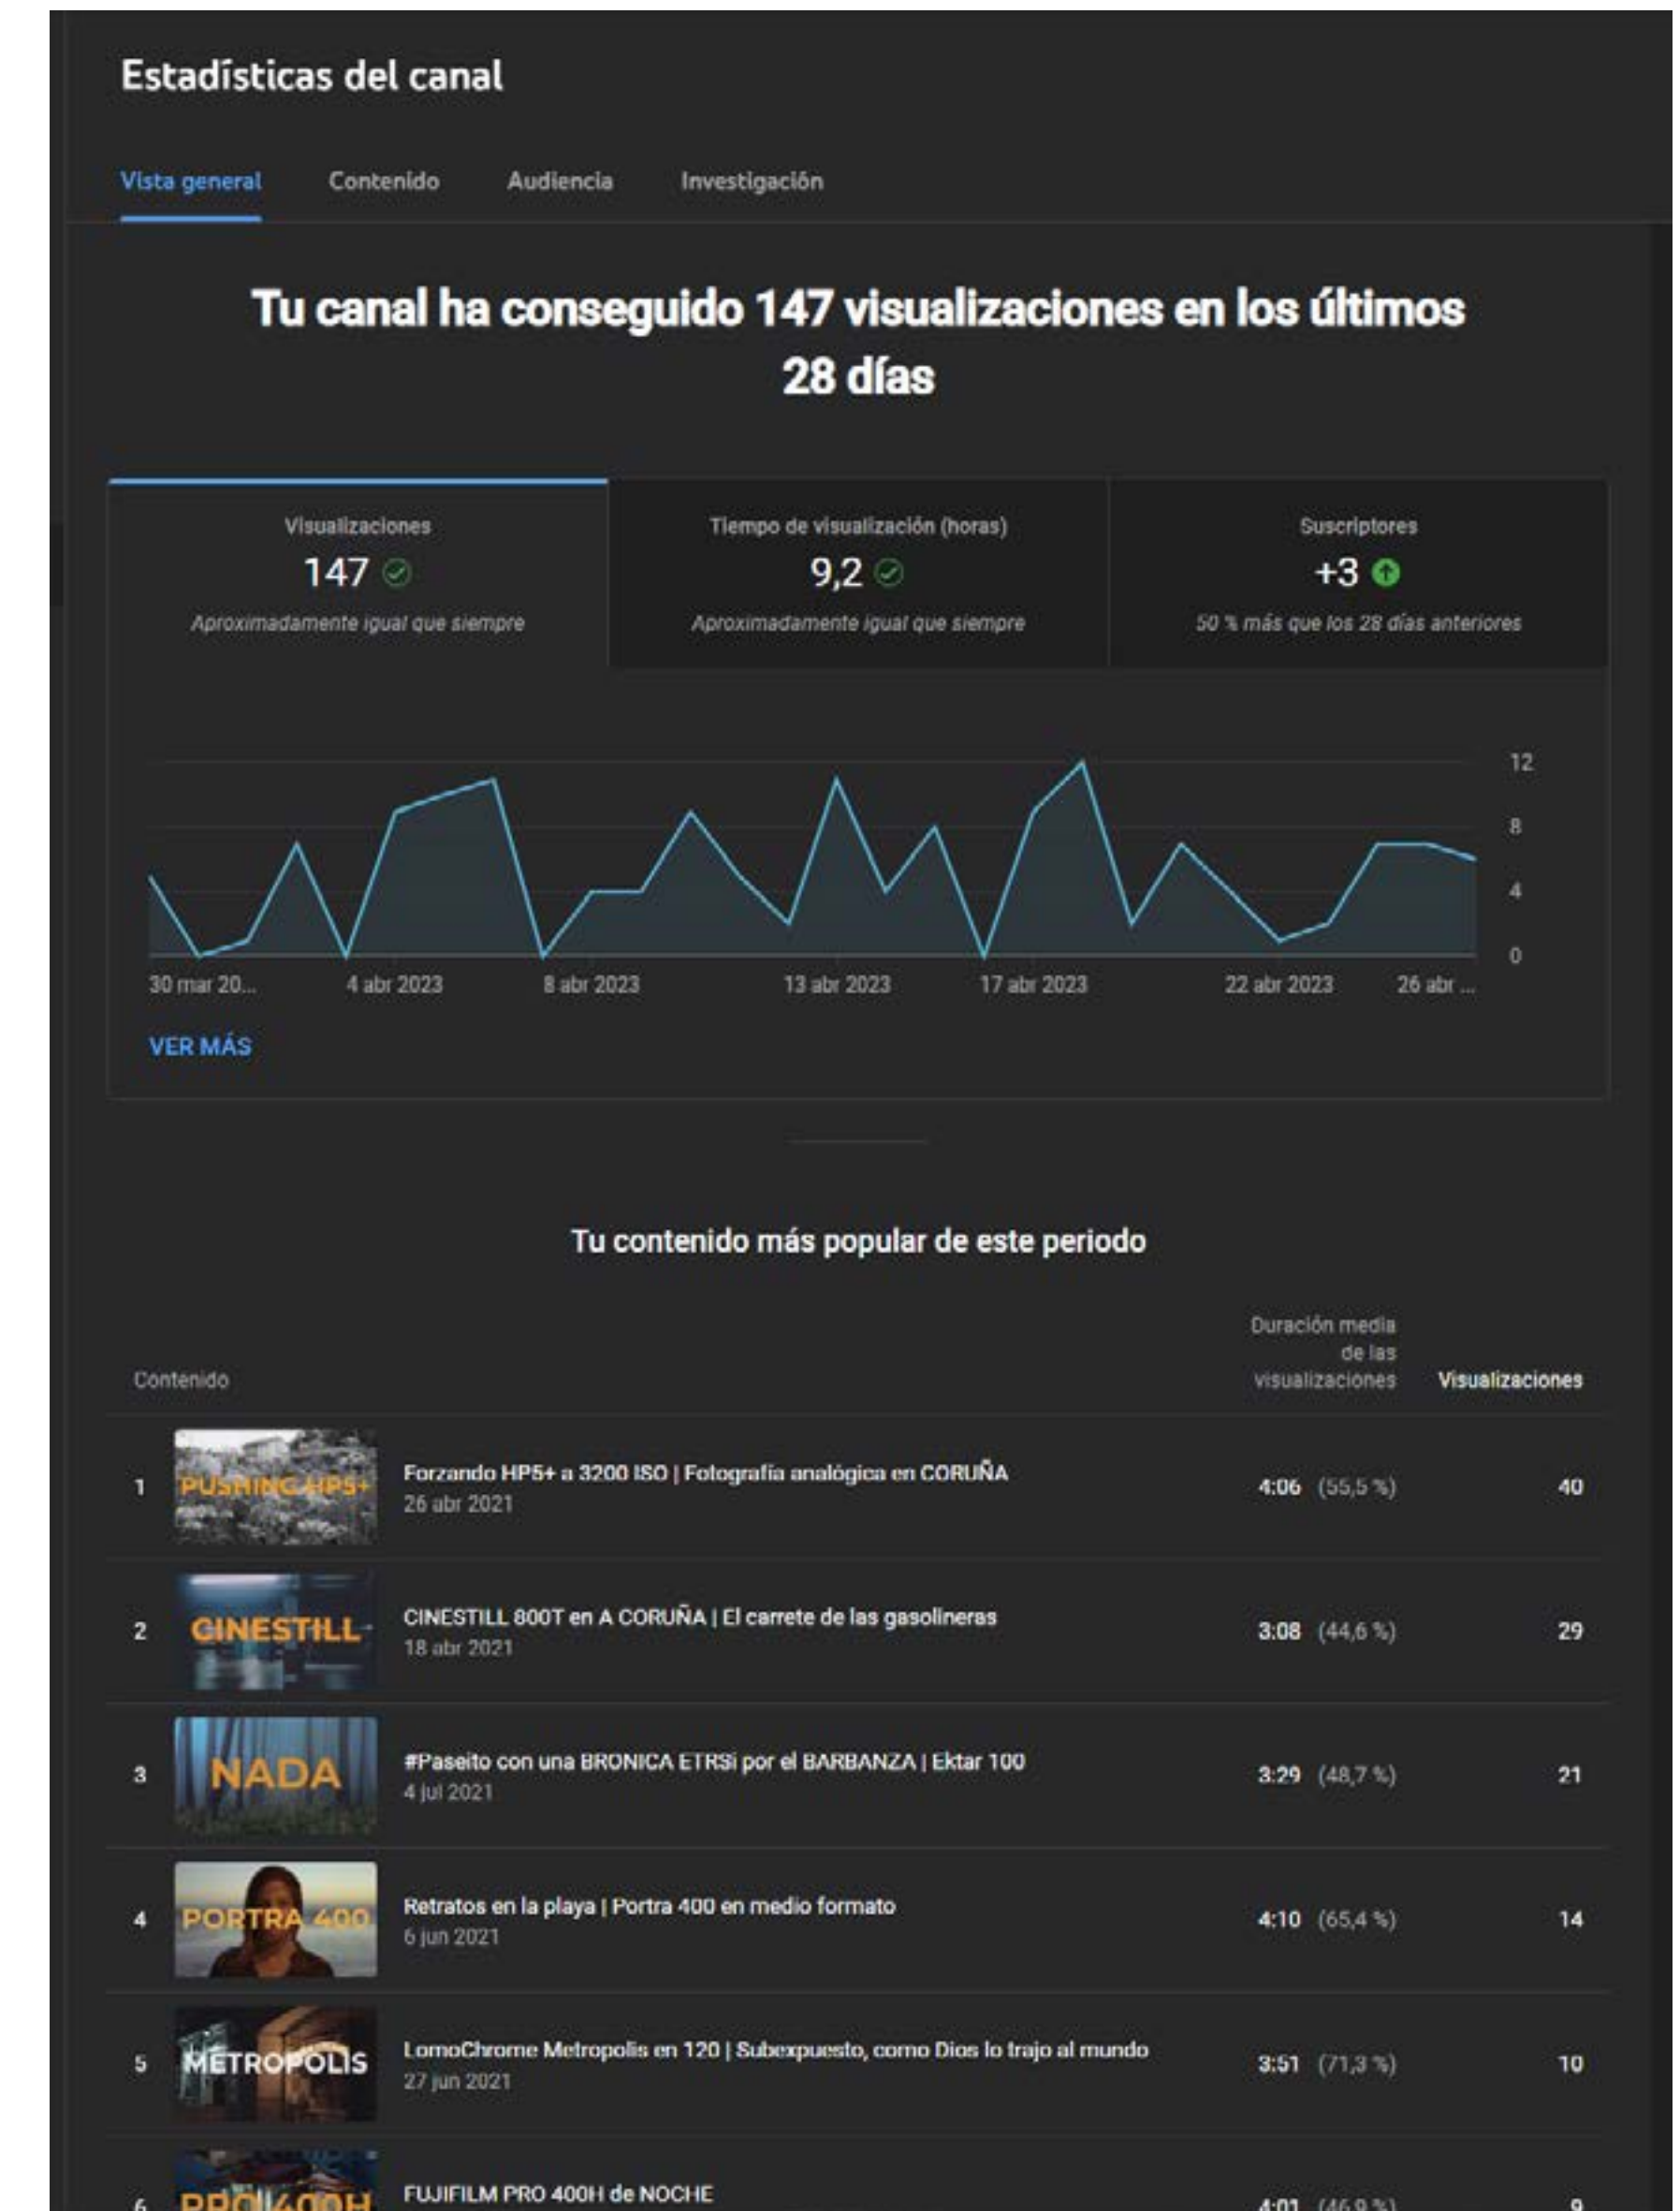 Estadísticas del canal
Vista general Contenido Audiencia Investigación
Tu canal ha conseguido 147 visualizaciones en los últimos
28 días
Visualizaciones
147
Aproximadamente igual que siempre
Tiempo de visualización (horas)
9,2
Aproximadamente igual que siempre
Suscriptores
+3
50 % más que los 28 días anteriores
12
8
4
0
30 mar 20... 4 abr 2023 8 abr 2023 13 abr 2023 17 abr 2023 22 abr 2023 26 abr ...
VER MÁS
Tu contenido más popular de este periodo
Contenido
Duración media
de las
visualizaciones
Visualizaciones
1
PUSHING HP5+
Forzando HP5+ a 3200 ISO | Fotografía analógica en CORUÑA
26 abr 2021
4:06 (55,5 %) 40
2
CINESTILL
CINESTILL 800T en A CORUÑA | El carrete de las gasolineras
18 abr 2021
3:08 (44,6 %) 29
3
NADA
#Paseito con una BRONICA ETRSi por el BARBANZA | Ektar 100
4 jul 2021
3:29 (48,7 %) 21
4
PORTRA 400
Retratos en la playa | Portra 400 en medio formato
6 jun 2021
4:10 (65,4 %) 14
5
METROPOLIS
LomoChrome Metropolis en 120 | Subexpuesto, como Dios lo trajo al mundo
27 jun 2021
3:51 (71,3 %) 10
6
PRO 400H
FUJIFILM PRO 400H de NOCHE
4:01 (46,9 %) 9